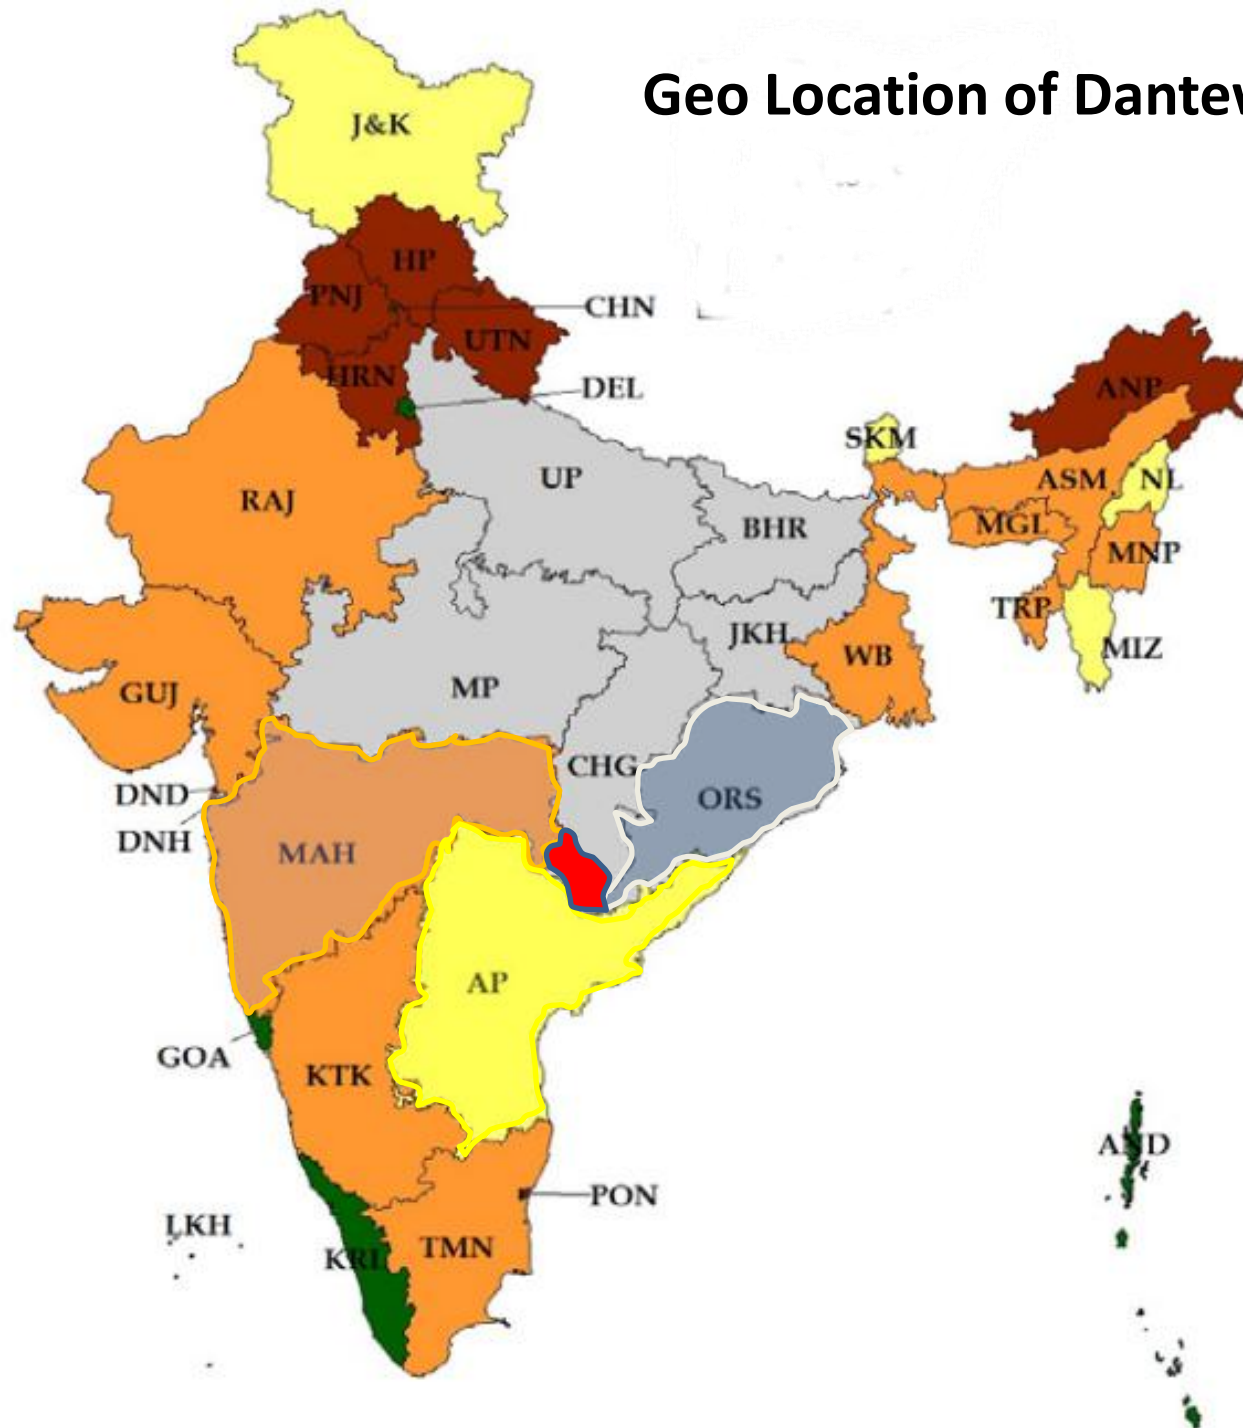 Geo Location of Dantew
J&K
HP
PNJ
CHN
UTN
HRN
DEL
ANP
SKM
UP
ASM
NL
RAJ
BHR
MGL
MNP
TRP
JKH
MIZ
WB
MP
GUJ
CHG
DND
ORS
DNH
MAH
AP
GOA
KTK
AND
PON
LKH
TMN
KRL